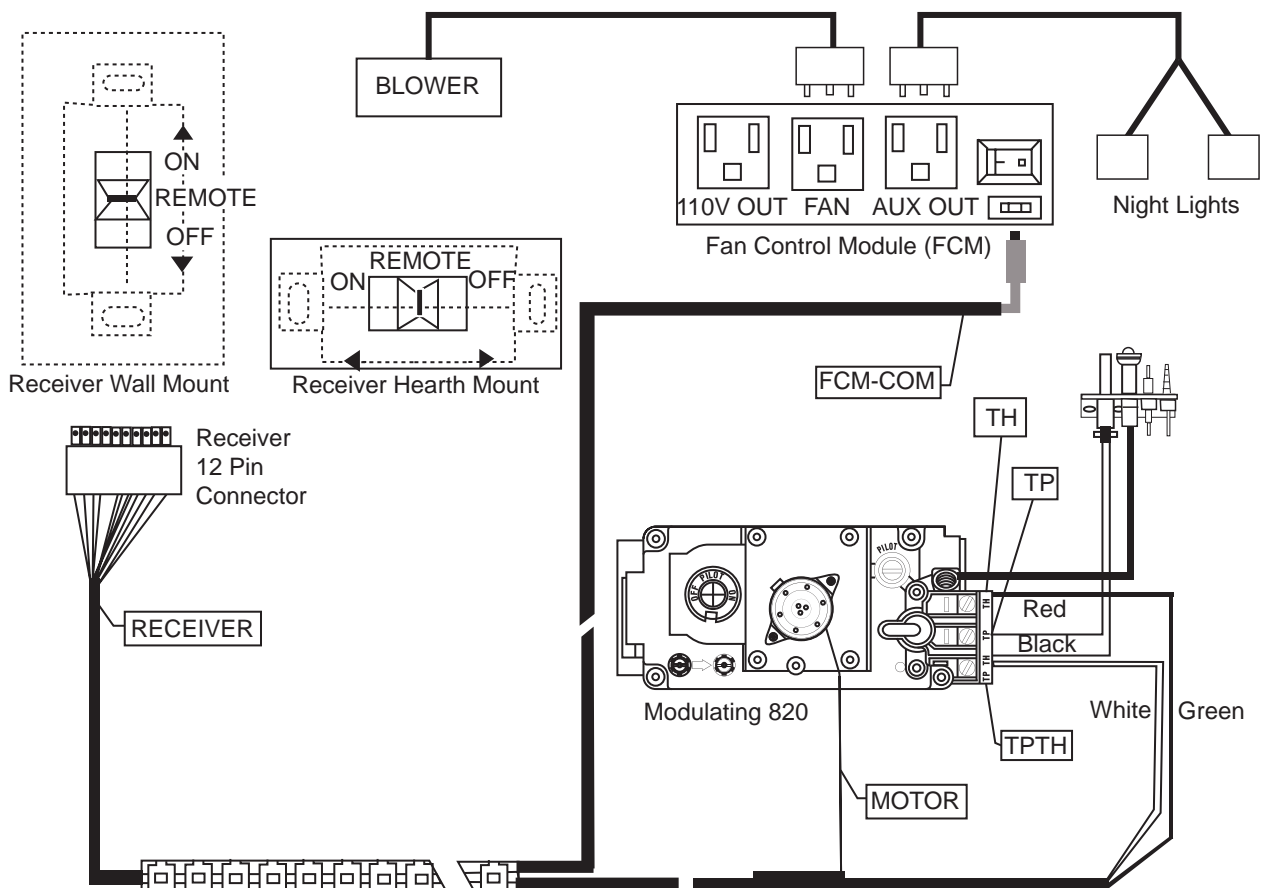 BLOWER
ON
REMOTE
OFF
110V OUT FAN AUX OUT
Fan Control Module (FCM)
Night Lights
REMOTE
ON OFF
Receiver Wall Mount
Receiver Hearth Mount
FCM-COM
TH
TP
Receiver
12 Pin
Connector
RECEIVER
PILOT
OFF PILOT ON
TH
TP
TP TH
Red
Black
White
Green
Modulating 820
TPTH
MOTOR